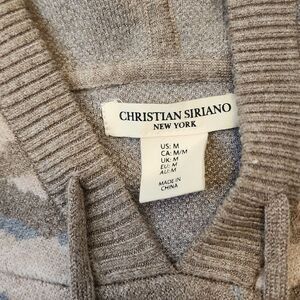 CHRISTIAN SIRIANO
NEW YORK
US: M
CA: M/M
UK: M
EU: M
AU: M
MADE IN
CHINA